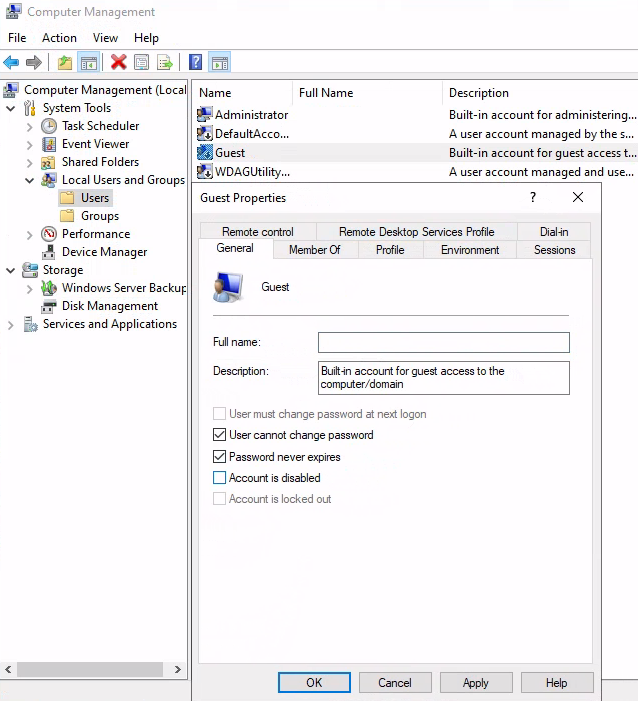 Computer Management
File Action View Help
Computer Management (Local
System Tools
Task Scheduler
Event Viewer
Shared Folders
Local Users and Groups
Users
Groups
Performance
Device Manager
Storage
Windows Server Backup
Disk Management
Services and Applications
Name Full Name Description
Administrator Built-in account for administering...
DefaultAcco... A user account managed by the s...
Guest Built-in account for guest access t...
WDAGUtility... A user account managed and use...
Guest Properties ?
Remote control Remote Desktop Services Profile Dial-in
General Member Of Profile Environment Sessions
Guest
Full name:
Description: Built-in account for guest access to the
computer/domain
User must change password at next logon
User cannot change password
Password never expires
Account is disabled
Account is locked out
OK Cancel Apply Help